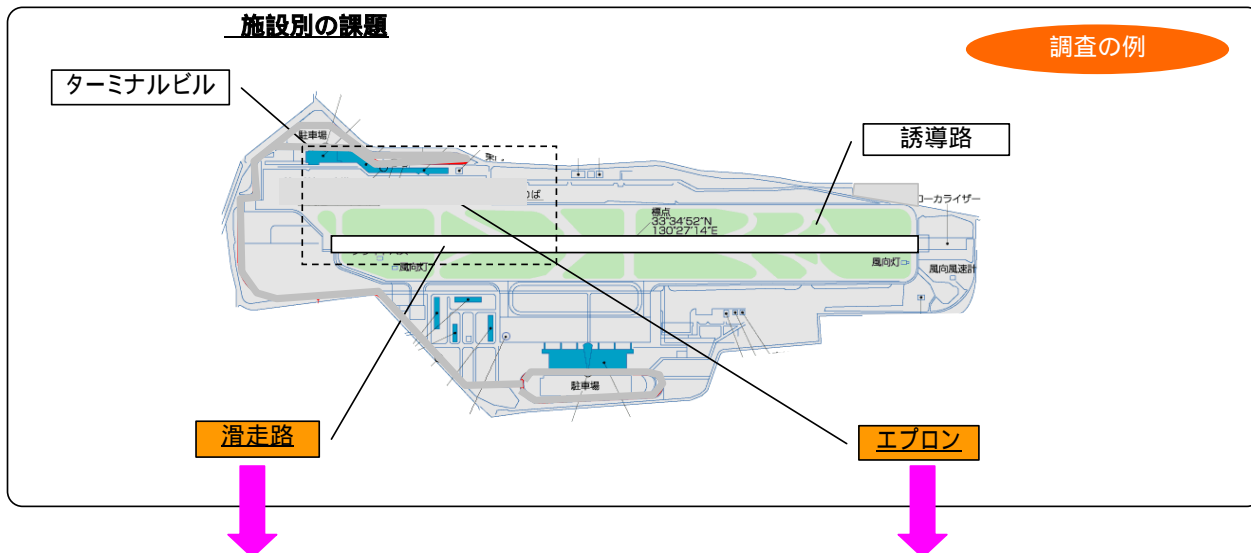 施設別の課題
調査の例
ターミナルビル
誘導路
駐車場
ローカライザー
標点
33°34′52″N
130°27′14″E
風向灯
風向灯
風向風速計
駐車場
滑走路
エプロン